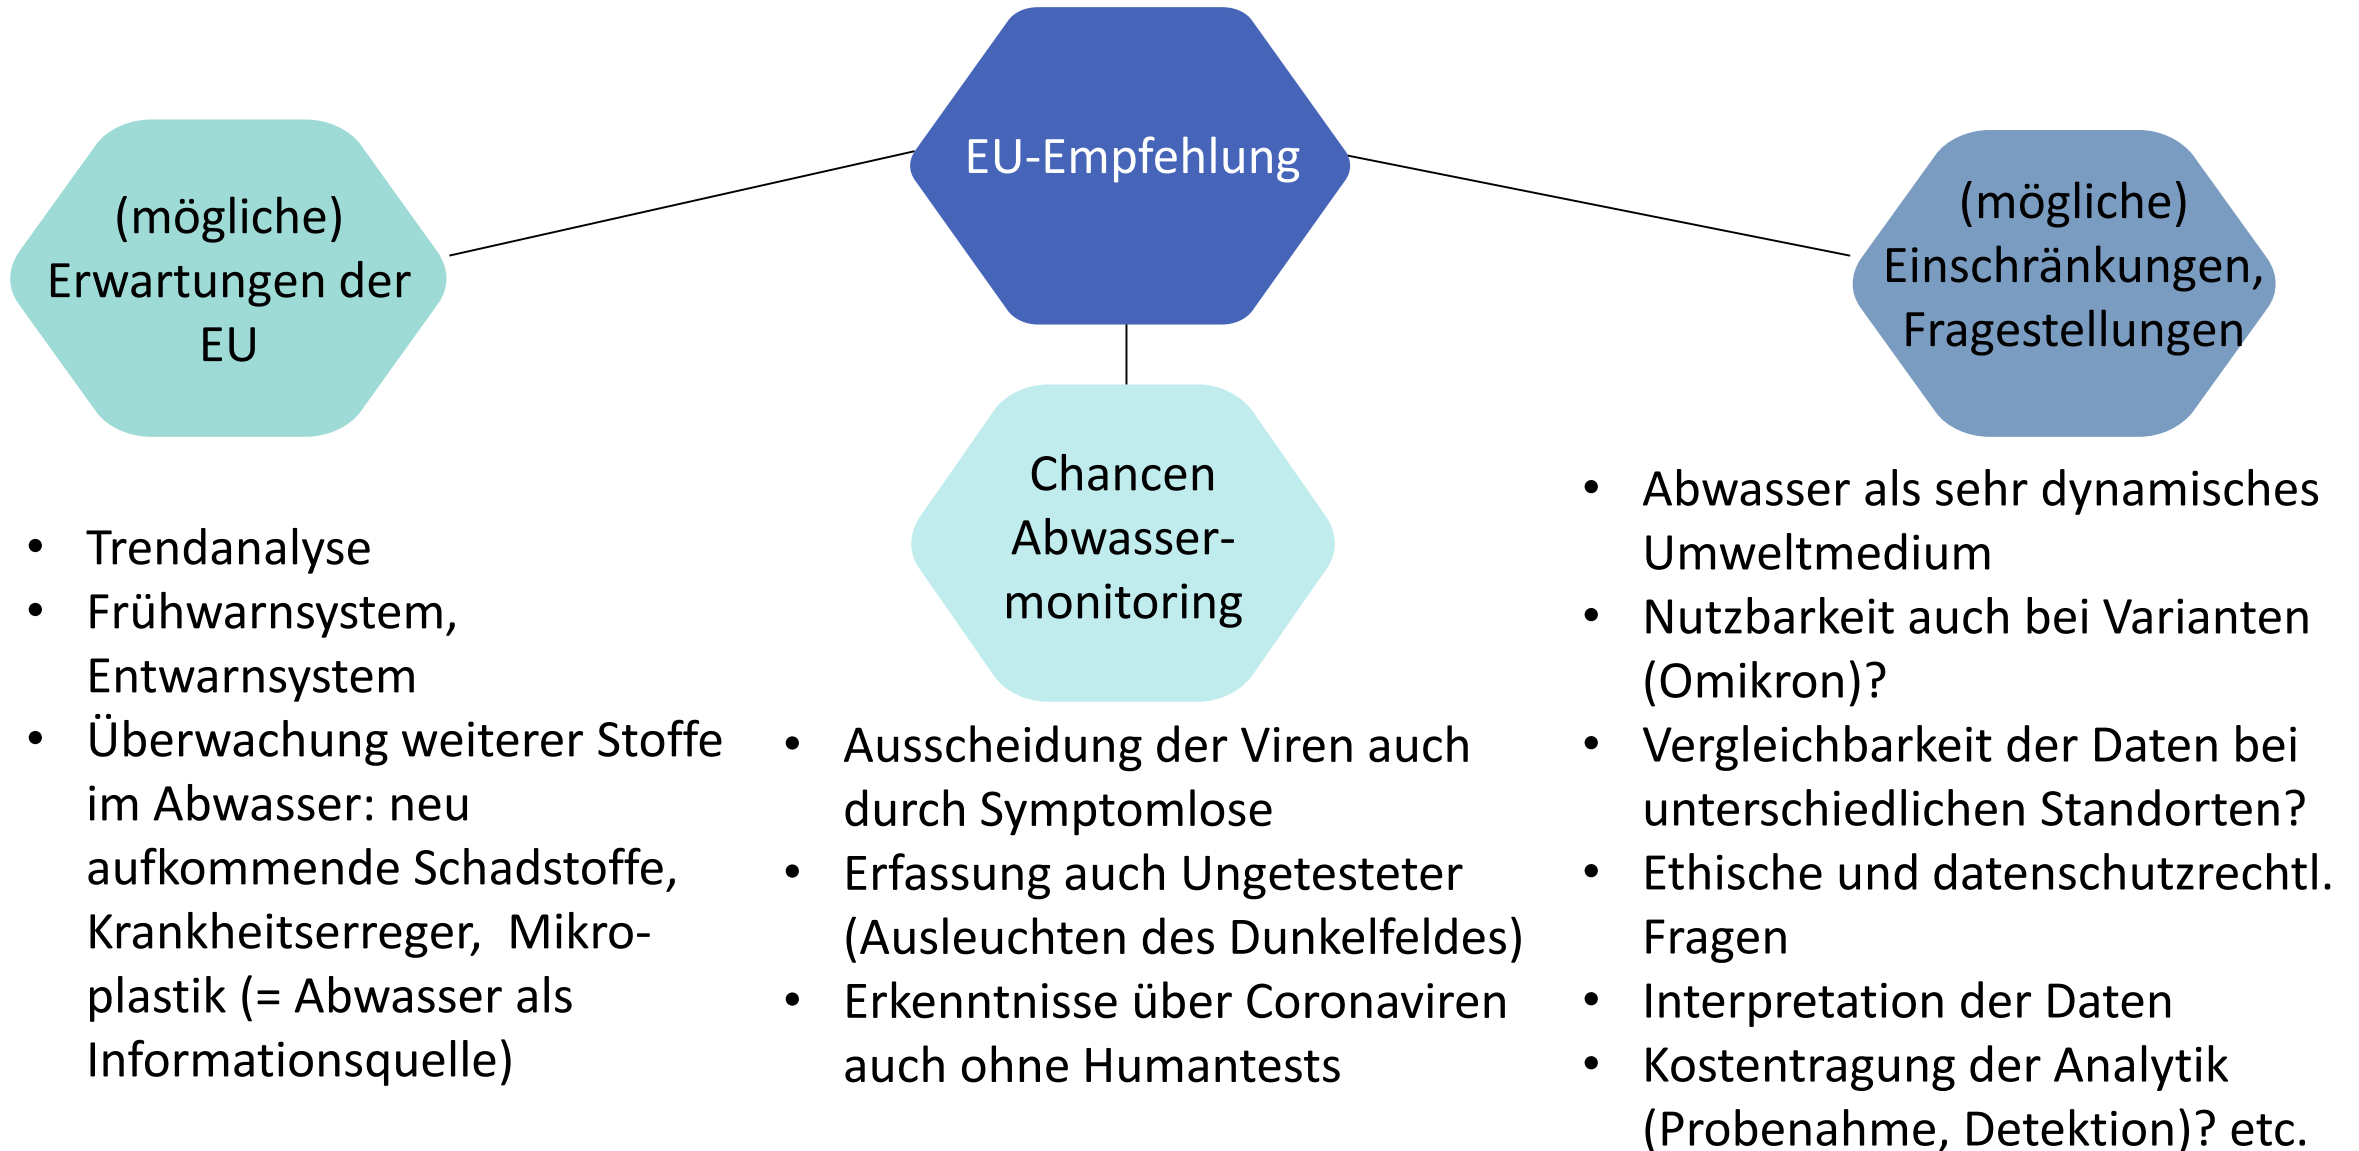 EU-Empfehlung
(mögliche)
Erwartungen der
EU
• Trendanalyse
• Frühwarnsystem,
Entwarnsystem
• Überwachung weiterer Stoffe
im Abwasser: neu
aufkommende Schadstoffe,
Krankheitserreger,  Mikro-
plastik (= Abwasser als
Informationsquelle)
Chancen
Abwasser-
monitoring
• Ausscheidung der Viren auch
durch Symptomlose
• Erfassung auch Ungetesteter
(Ausleuchten des Dunkelfeldes)
• Erkenntnisse über Coronaviren
auch ohne Humantests
(mögliche)
Einschränkungen,
Fragestellungen
• Abwasser als sehr dynamisches
Umweltmedium
• Nutzbarkeit auch bei Varianten
(Omikron)?
• Vergleichbarkeit der Daten bei
unterschiedlichen Standorten?
• Ethische und datenschutzrechtl.
Fragen
• Interpretation der Daten
• Kostentragung der Analytik
(Probenahme, Detektion)? etc.